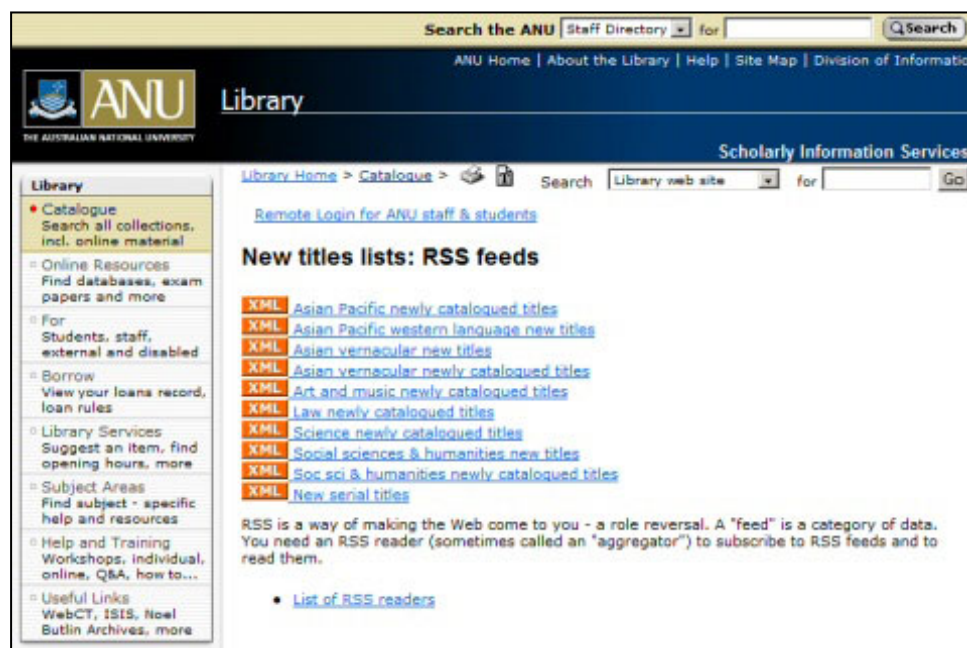 Search the ANU Staff Directory for Search
ANU Home | About the Library | Help | Site Map | Division of Informatio
ANU
THE AUSTRALIAN NATIONAL UNIVERSITY
Library
Scholarly Information Services
Library Home > Catalogue > Search Library web site for Go
Library
Catalogue
Search all collections,
incl. online material
Online Resources
Find databases, exam
papers and more
For
Students, staff,
external and disabled
Borrow
View your loans record,
loan rules
Library Services
Suggest an item, find
opening hours, more
Subject Areas
Find subject - specific
help and resources
Help and Training
Workshops, individual,
online, Q&A, how to...
Useful Links
WebCT, ISIS, Noel
Butlin Archives, more
Remote Login for ANU staff & students
New titles lists: RSS feeds
XML Asian Pacific newly catalogued titles
XML Asian Pacific western language new titles
XML Asian vernacular new titles
XML Asian vernacular newly catalogued titles
XML Art and music newly catalogued titles
XML Law newly catalogued titles
XML Science newly catalogued titles
XML Social sciences & humanities new titles
XML Soc sci & humanities newly catalogued titles
XML New serial titles
RSS is a way of making the Web come to you - a role reversal. A "feed" is a category of data.
You need an RSS reader (sometimes called an "aggregator") to subscribe to RSS feeds and to
read them.
• List of RSS readers